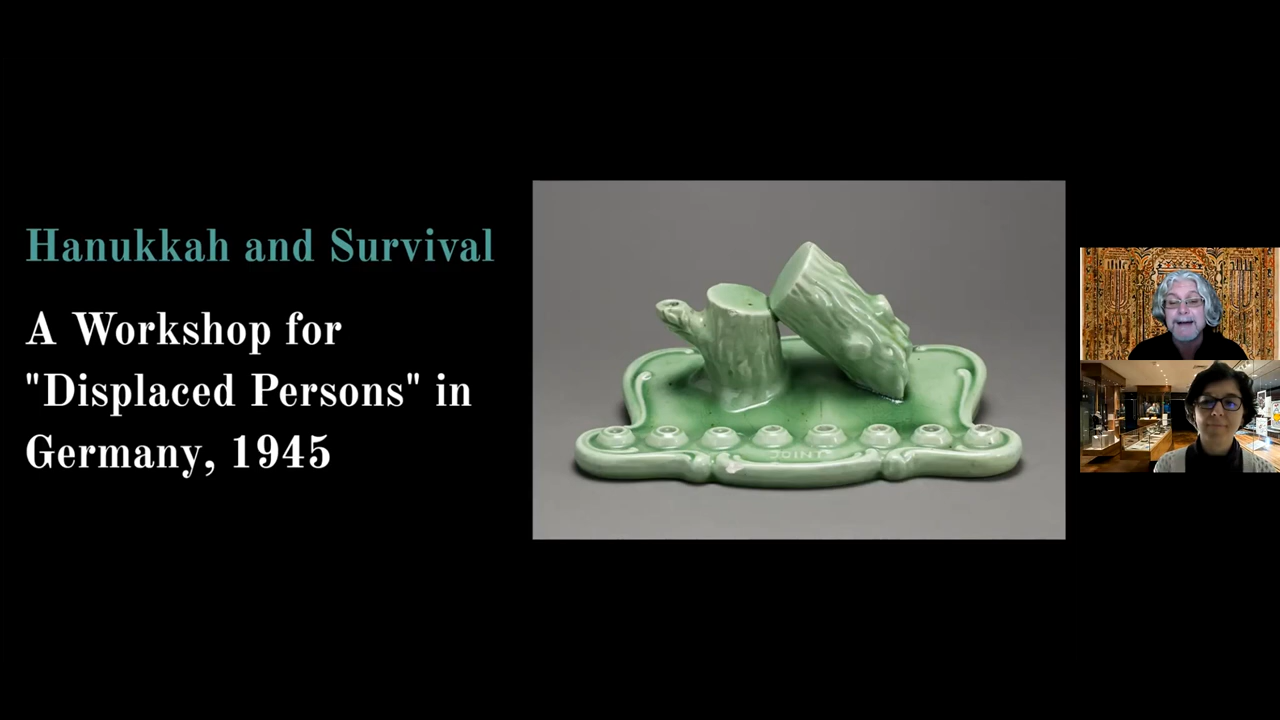 Hanukkah and Survival
A Workshop for
"Displaced Persons" in
Germany, 1945
JOINT